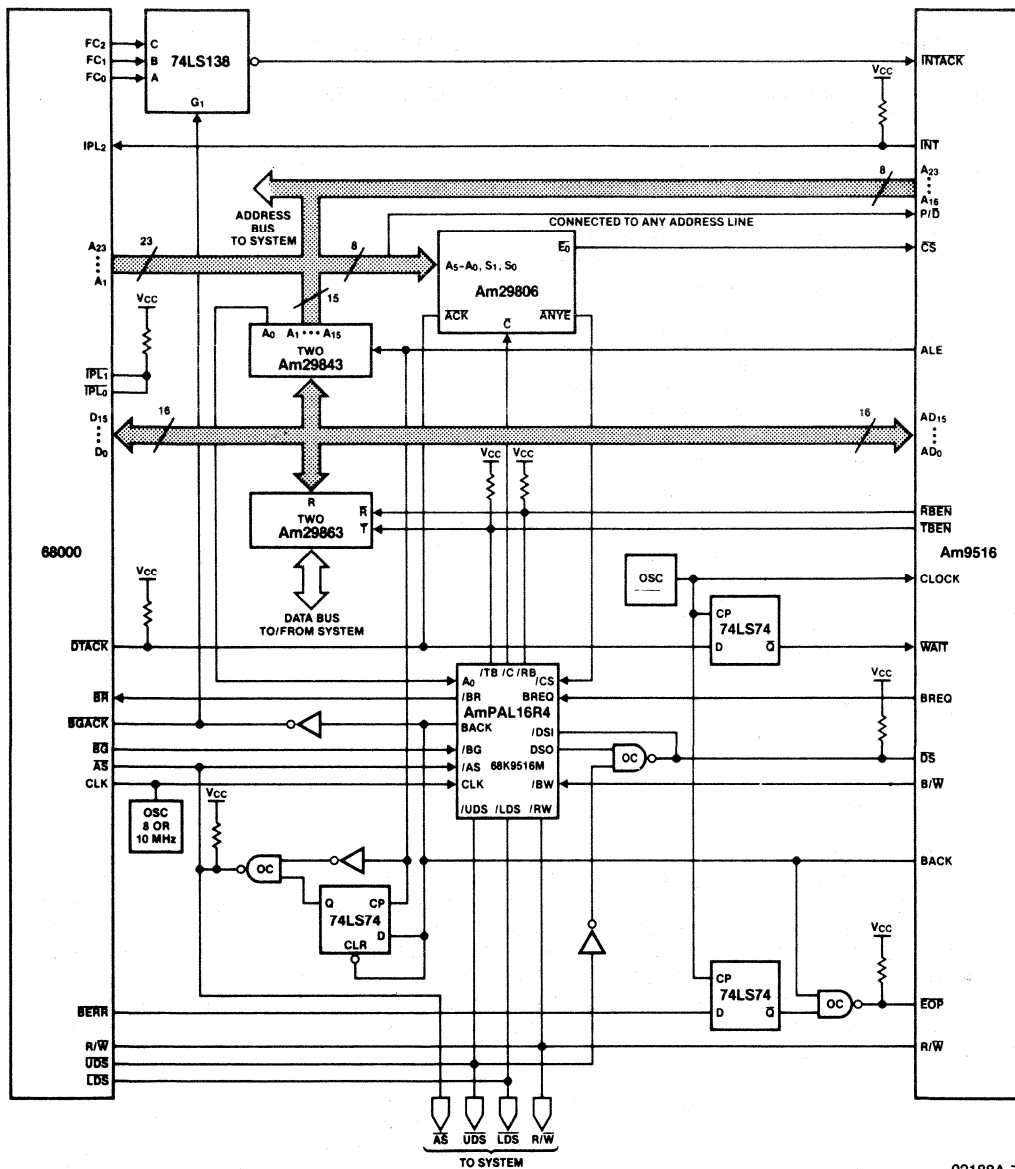 FC2 C 74LS138
FC1 B
FC0 A
G1
INTACK
VCC
IPL2
INT
A23
8
A16
ADDRESS BUS TO SYSTEM
CONNECTED TO ANY ADDRESS LINE
P/D
A23
A1
23
8
E0
CS
A5–A0, S1, S0
Am29806
ACK
C
ANYE
15
VCC
A0 A1 A15
TWO
Am29843
ALE
IPL1
IPL0
D15
D0
16
16
AD15
AD0
VCC VCC
R
TWO
Am29863
R
T
RBEN
TBEN
68000
Am9516
VCC
DATA BUS
TO/FROM SYSTEM
OSC
CLOCK
CP
74LS74
D Q
DTACK
WAIT
/TB /C /RB
A0 /CS
VCC
BR
/BR BREQ
BREQ
AmPAL16R4
BGACK
BACK /DSI
BG
/BG DSO
OC
DS
AS
/AS 68K9516M
CLK
CLK /BW
B/W
/UDS /LDS /RW
OSC
8 OR
10 MHz
VCC
OC
BACK
Q CP
74LS74
D
CLR
VCC
CP
74LS74
D Q
OC
EOP
BERR
R/W
R/W
UDS
LDS
AS UDS LDS R/W
TO SYSTEM